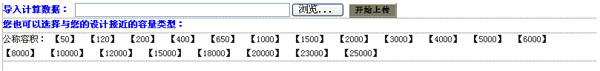 导入计算数据： 浏览... 开始上传
您也可以选择与您的设计接近的容量类型：
公称容积：【50】 【120】 【200】 【400】 【650】 【1000】 【1500】 【2000】 【3000】 【4000】 【5000】 【6000】
【8000】 【10000】 【12000】 【15000】 【18000】 【20000】 【23000】 【25000】